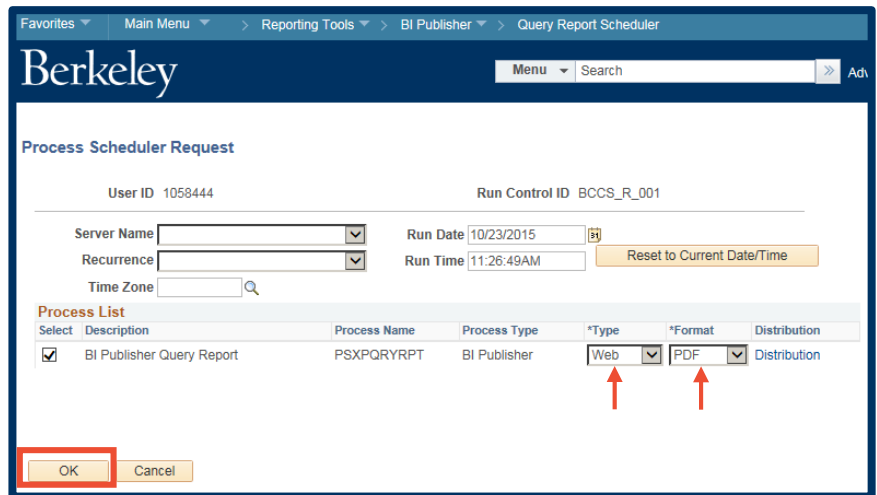 Favorites Main Menu > Reporting Tools > BI Publisher > Query Report Scheduler
Berkeley
Menu Search » Adv
Process Scheduler Request
User ID 1058444 Run Control ID BCCS_R_001
Server Name Run Date 10/23/2015 31
Recurrence Run Time 11:26:49AM Reset to Current Date/Time
Time Zone
Process List
Select Description Process Name Process Type *Type *Format Distribution
BI Publisher Query Report PSXPQRYRPT BI Publisher Web PDF Distribution
OK Cancel